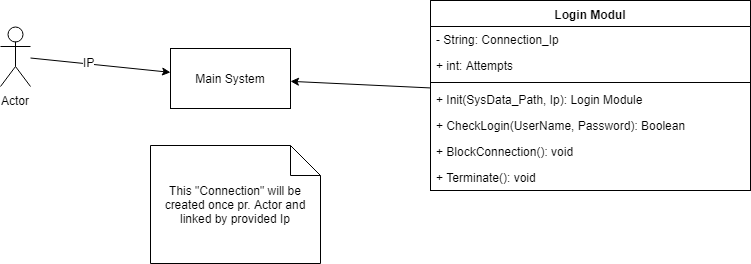 Login Modul
- String: Connection_Ip
+ int: Attempts
+ Init(SysData_Path, Ip): Login Module
+ CheckLogin(UserName, Password): Boolean
+ BlockConnection(): void
+ Terminate(): void
IP
Main System
Actor
This "Connection" will be
created once pr. Actor and
linked by provided Ip